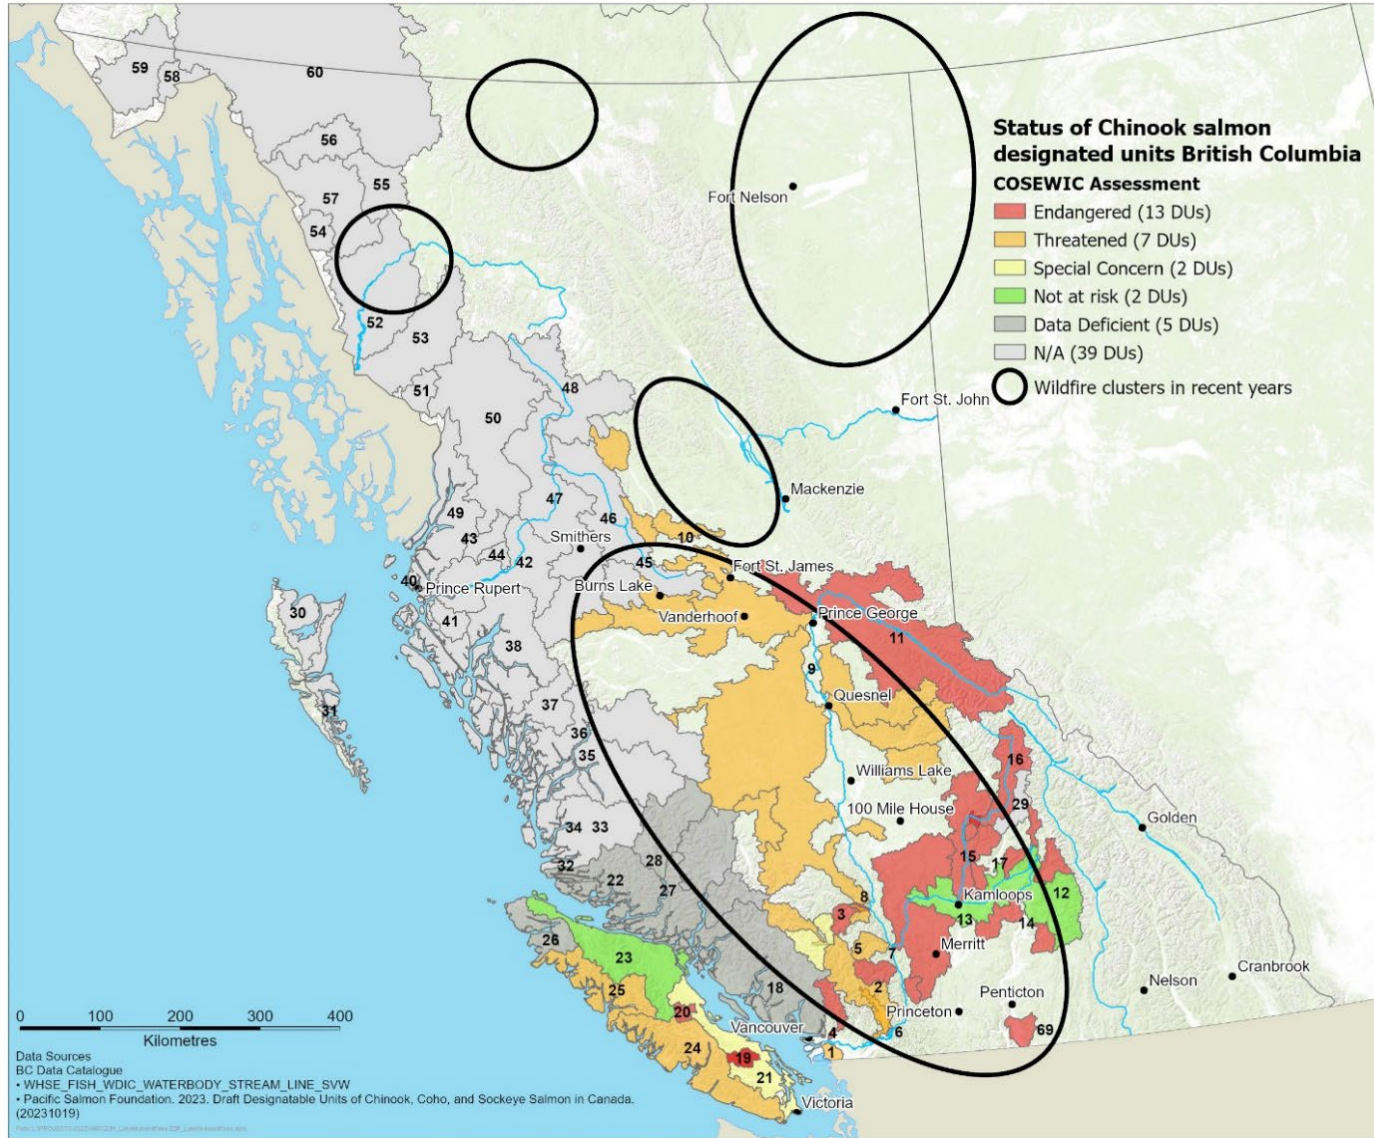 Status of Chinook salmon
designated units British Columbia
COSEWIC Assessment
Endangered (13 DUs)
Threatened (7 DUs)
Special Concern (2 DUs)
Not at risk (2 DUs)
Data Deficient (5 DUs)
N/A (39 DUs)
Wildfire clusters in recent years
59
58
60
56
55
57
54
52
53
51
50
48
49
47
46
43
44
42
45
40
41
38
37
36
35
34
33
32
30
31
10
11
9
16
29
15
17
12
13
14
8
3
5
7
2
6
4
1
69
28
27
22
26
23
25
24
20
19
21
18
Fort Nelson
Fort St. John
Mackenzie
Smithers
Prince Rupert
Burns Lake
Fort St. James
Vanderhoof
Prince George
Quesnel
Williams Lake
100 Mile House
Golden
Kamloops
Merritt
Cranbrook
Nelson
Penticton
Princeton
Vancouver
Victoria
0 100 200 300 400
Kilometres
Data Sources
BC Data Catalogue
• WHSE_FISH_WDIC_WATERBODY_STREAM_LINE_SVW
• Pacific Salmon Foundation. 2023. Draft Designatable Units of Chinook, Coho, and Sockeye Salmon in Canada.
(20231019)